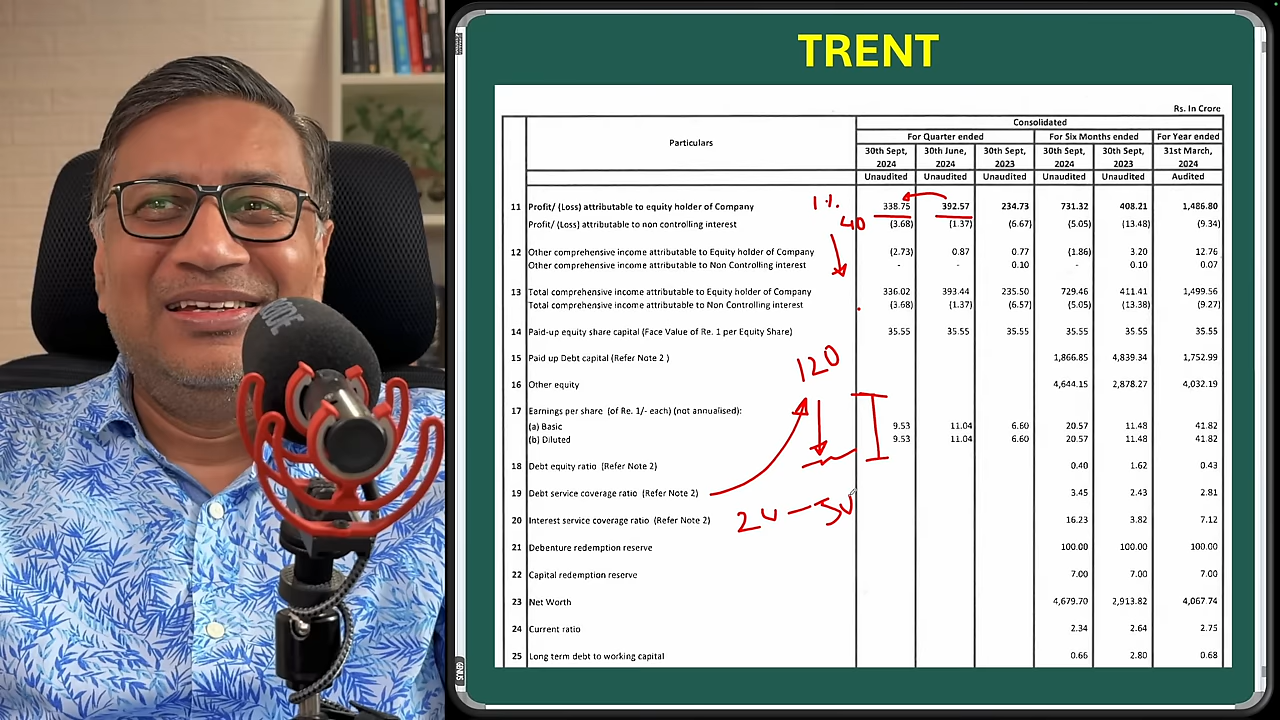 TRENT
Rs. In Crore
Particulars
Consolidated
For Quarter ended For Six Months ended For Year ended
30th Sept, 2024 30th June, 2024 30th Sept, 2023 30th Sept, 2024 30th Sept, 2023 31st March, 2024
Unaudited Unaudited Unaudited Unaudited Unaudited Audited
11 Profit/ (Loss) attributable to equity holder of Company 338.75 392.57 234.73 731.32 408.21 1,486.80
Profit/ (Loss) attributable to non controlling interest (3.68) (1.37) (6.67) (5.05) (13.48) (9.34)
12 Other comprehensive income attributable to Equity holder of Company (2.73) 0.87 0.77 (1.86) 3.20 12.76
Other comprehensive income attributable to Non Controlling interest - - 0.10 - 0.10 0.07
13 Total comprehensive income attributable to Equity holder of Company 336.02 393.44 235.50 729.46 411.41 1,499.56
Total comprehensive income attributable to Non Controlling interest (3.68) (1.37) (6.57) (5.05) (13.38) (9.27)
14 Paid-up equity share capital (Face Value of Re. 1 per Equity Share) 35.55 35.55 35.55 35.55 35.55 35.55
15 Paid up Debt capital (Refer Note 2 ) 1,866.85 4,839.34 1,752.99
16 Other equity 4,644.15 2,878.27 4,032.19
17 Earnings per share (of Re. 1/- each) (not annualised):
(a) Basic 9.53 11.04 6.60 20.57 11.48 41.82
(b) Diluted 9.53 11.04 6.60 20.57 11.48 41.82
18 Debt equity ratio (Refer Note 2) 0.40 1.62 0.43
19 Debt service coverage ratio (Refer Note 2) 3.45 2.43 2.81
20 Interest service coverage ratio (Refer Note 2) 16.23 3.82 7.12
21 Debenture redemption reserve 100.00 100.00 100.00
22 Capital redemption reserve 7.00 7.00 7.00
23 Net Worth 4,679.70 2,913.82 4,067.74
24 Current ratio 2.34 2.64 2.75
25 Long term debt to working capital 0.66 2.80 0.68
1%
40
120